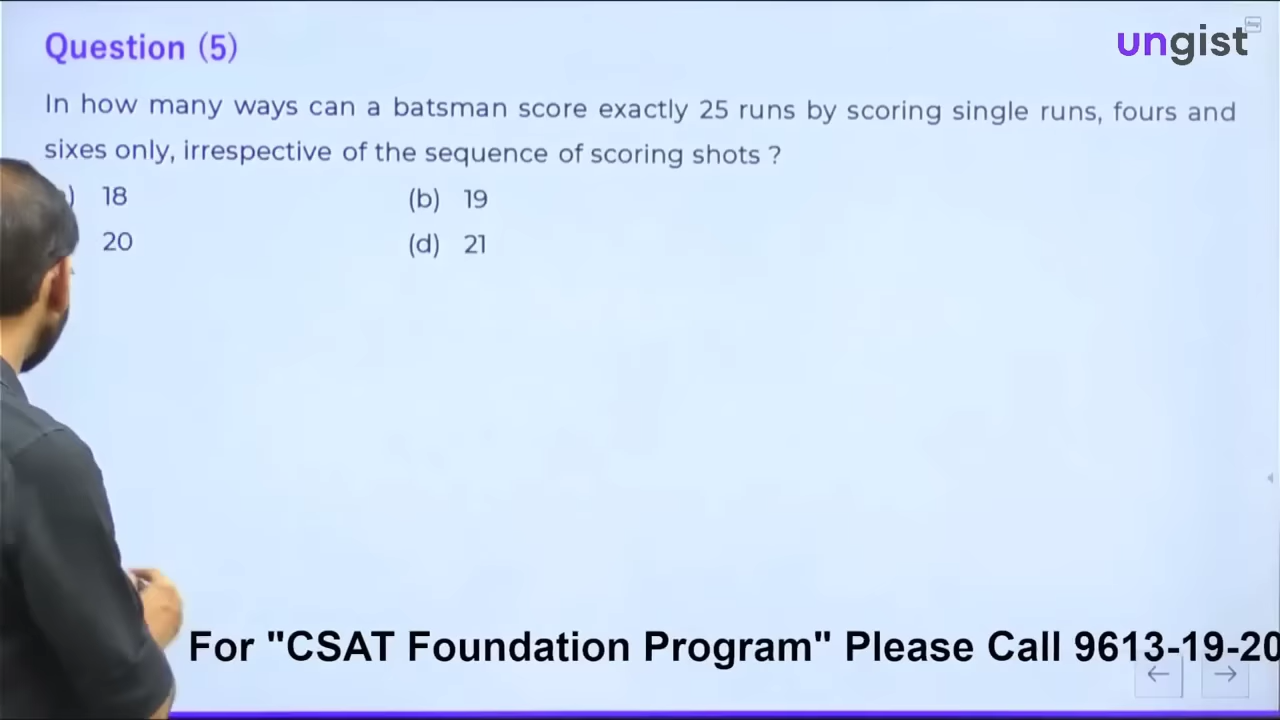 Question (5)
ungist
In how many ways can a batsman score exactly 25 runs by scoring single runs, fours and
sixes only, irrespective of the sequence of scoring shots ?
) 18
(b) 19
20
(d) 21
For "CSAT Foundation Program" Please Call 9613-19-20